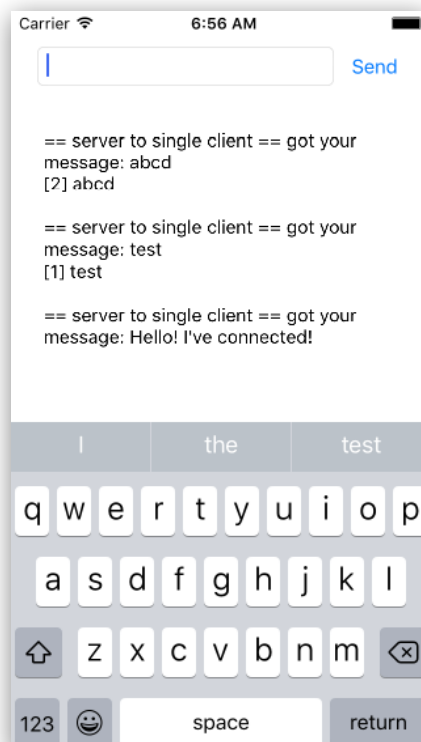 Carrier 6:56 AM
Send
== server to single client == got your
message: abcd
[2] abcd
== server to single client == got your
message: test
[1] test
== server to single client == got your
message: Hello! I've connected!
I the test
q w e r t y u i o p
a s d f g h j k l
z x c v b n m
123 space return